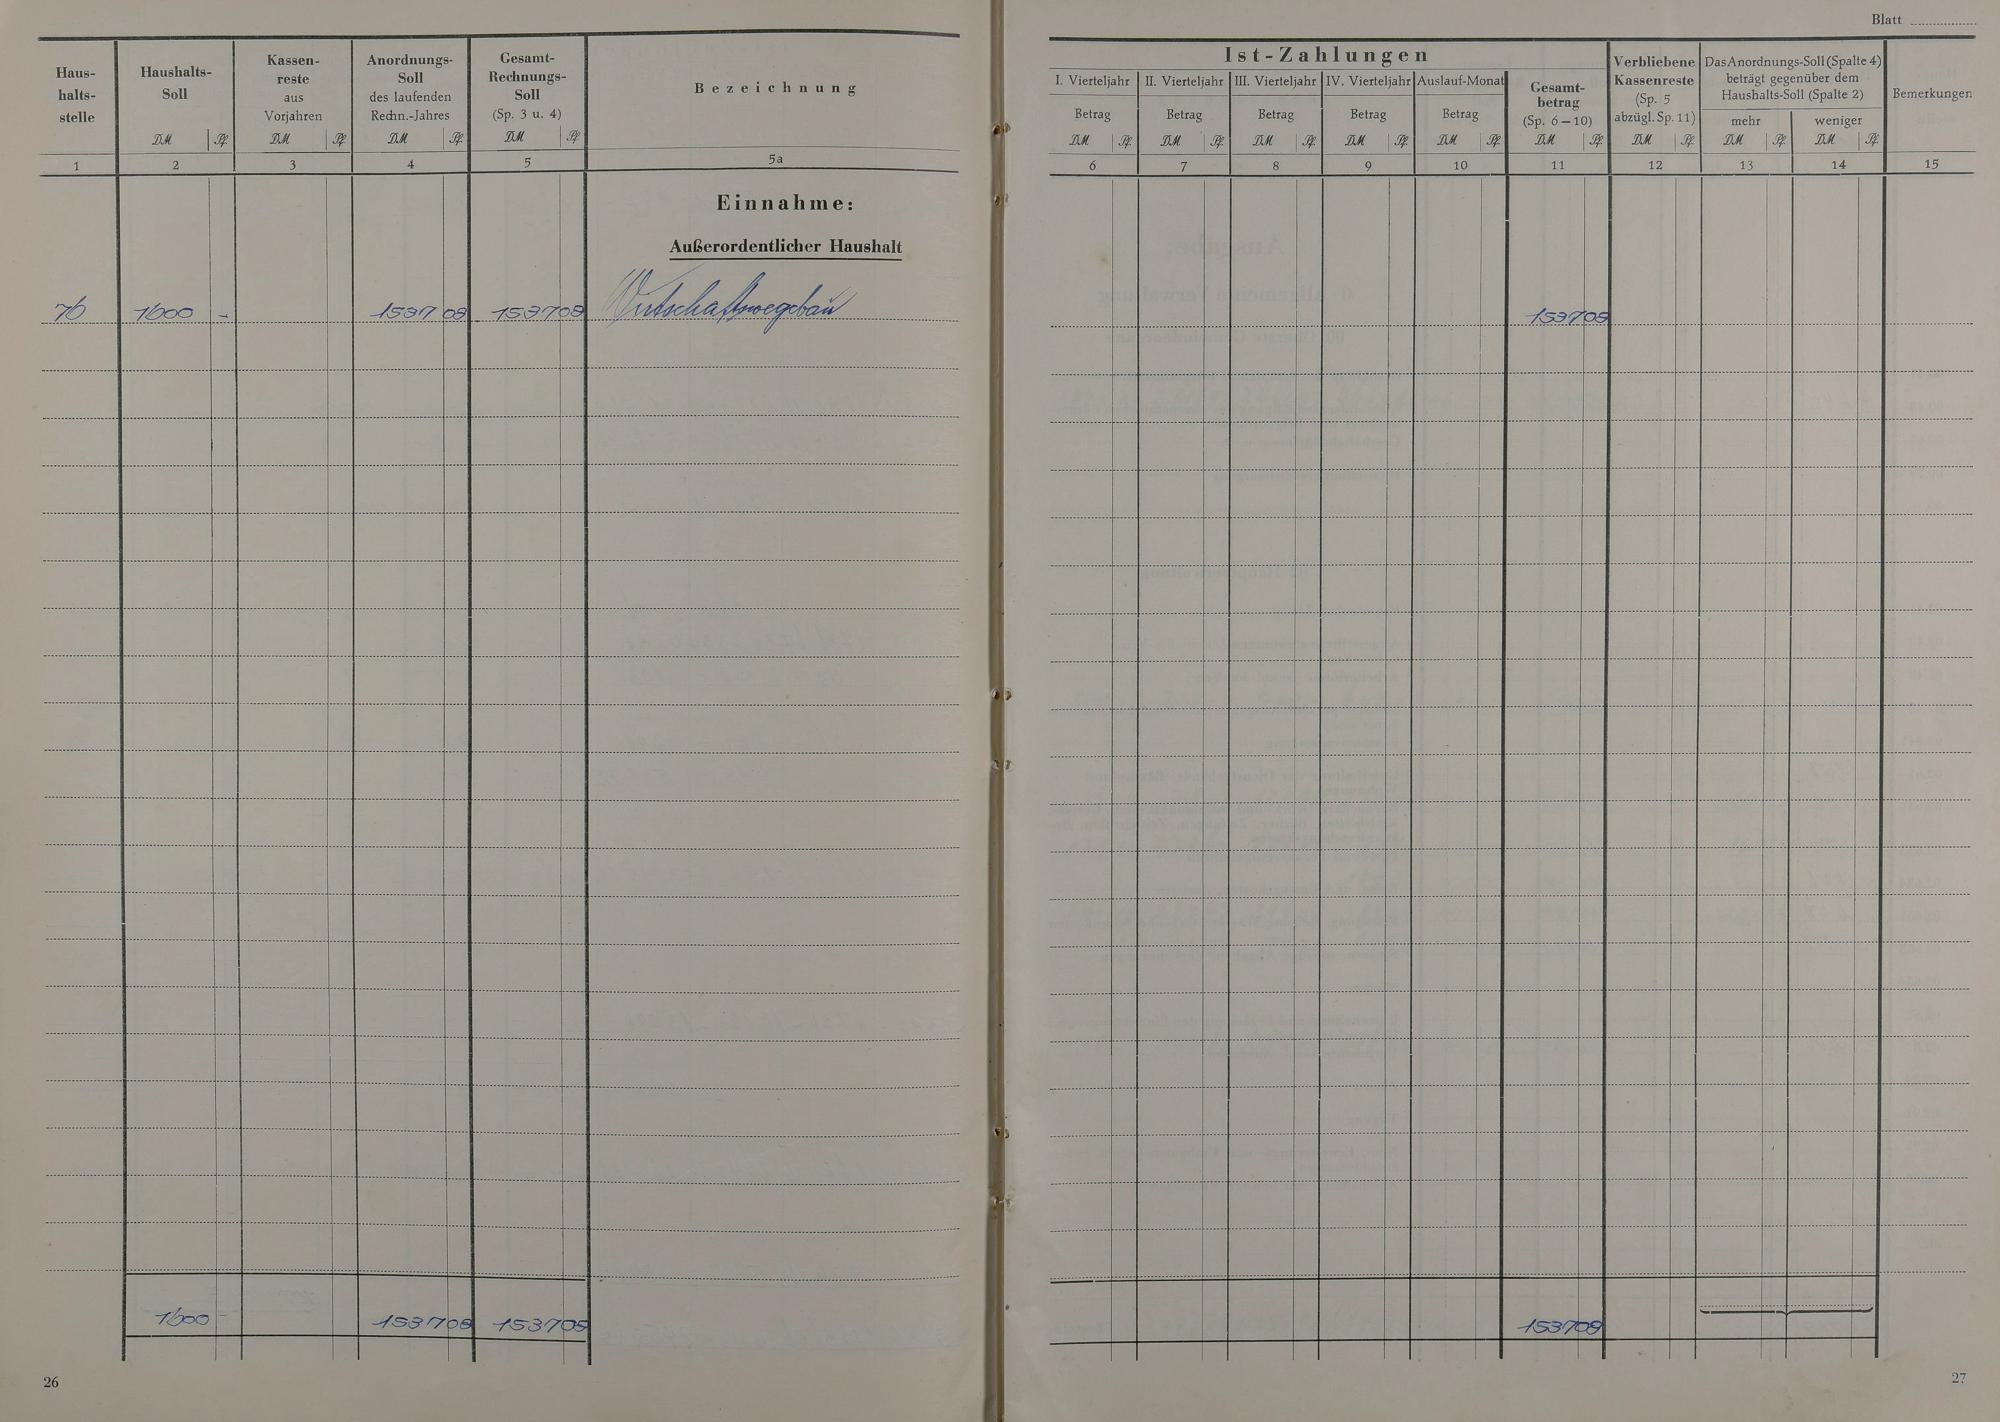 Haus-
halts-
stelle
Haushalts-
Soll
DM Pf
Kassen-
reste
aus
Vorjahren
DM Pf
Anordnungs-
Soll
des laufenden
Rechn.-Jahres
DM Pf
Gesamt-
Rechnungs-
Soll
(Sp. 3 u. 4)
DM Pf
Bezeichnung
1 2 3 4 5 5a
Einnahme:
Außerordentlicher Haushalt
76 1600 - 1537 08 1537 08 Wirtschaftswegebau
1600 - 1537 08 1537 08
26
Blatt
Ist-Zahlungen
I. Vierteljahr
Betrag
DM Pf
II. Vierteljahr
Betrag
DM Pf
III. Vierteljahr
Betrag
DM Pf
IV. Vierteljahr
Betrag
DM Pf
Auslauf-Monat
Betrag
DM Pf
Gesamt-
betrag
(Sp. 6–10)
DM Pf
Verbliebene
Kassenreste
(Sp. 5
abzügl. Sp. 11)
DM Pf
Das Anordnungs-Soll (Spalte 4)
beträgt gegenüber dem
Haushalts-Soll (Spalte 2)
mehr
DM Pf
weniger
DM Pf
Bemerkungen
6 7 8 9 10 11 12 13 14 15
1537 08
1537 08
27